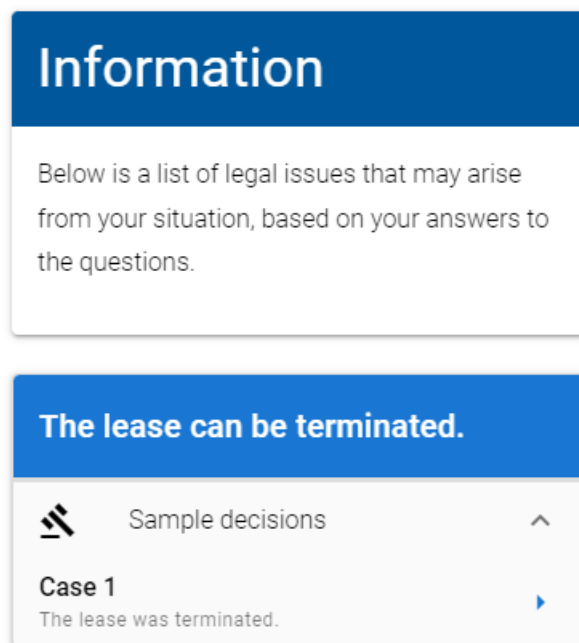 Information
Below is a list of legal issues that may arise
from your situation, based on your answers to
the questions.
The lease can be terminated.
Sample decisions
Case 1
The lease was terminated.